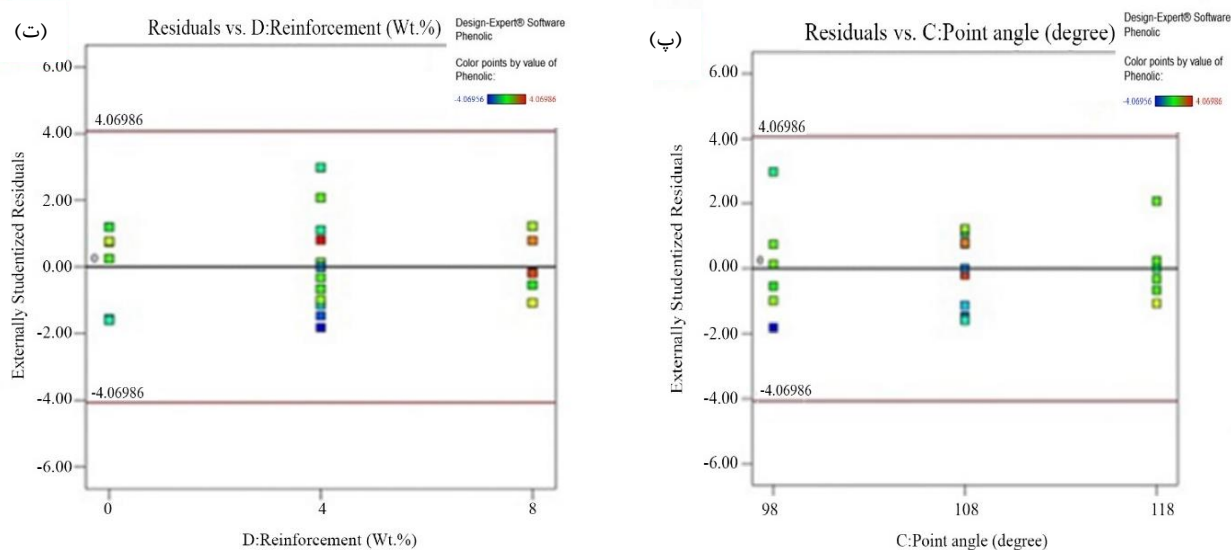 (ت)
Residuals vs. D:Reinforcement (Wt.%)
Design-Expert® Software
Phenolic
Color points by value of
Phenolic:
-4.06956 4.06986
6.00
4.06986
4.00
2.00
0.00
-2.00
-4.06986
-4.00
-6.00
Externally Studentized Residuals
0 4 8
D:Reinforcement (Wt.%)
(پ)
Residuals vs. C:Point angle (degree)
Design-Expert® Software
Phenolic
Color points by value of
Phenolic:
-4.06956 4.06986
6.00
4.06986
4.00
2.00
0.00
-2.00
-4.06986
-4.00
-6.00
Externally Studentized Residuals
98 108 118
C:Point angle (degree)